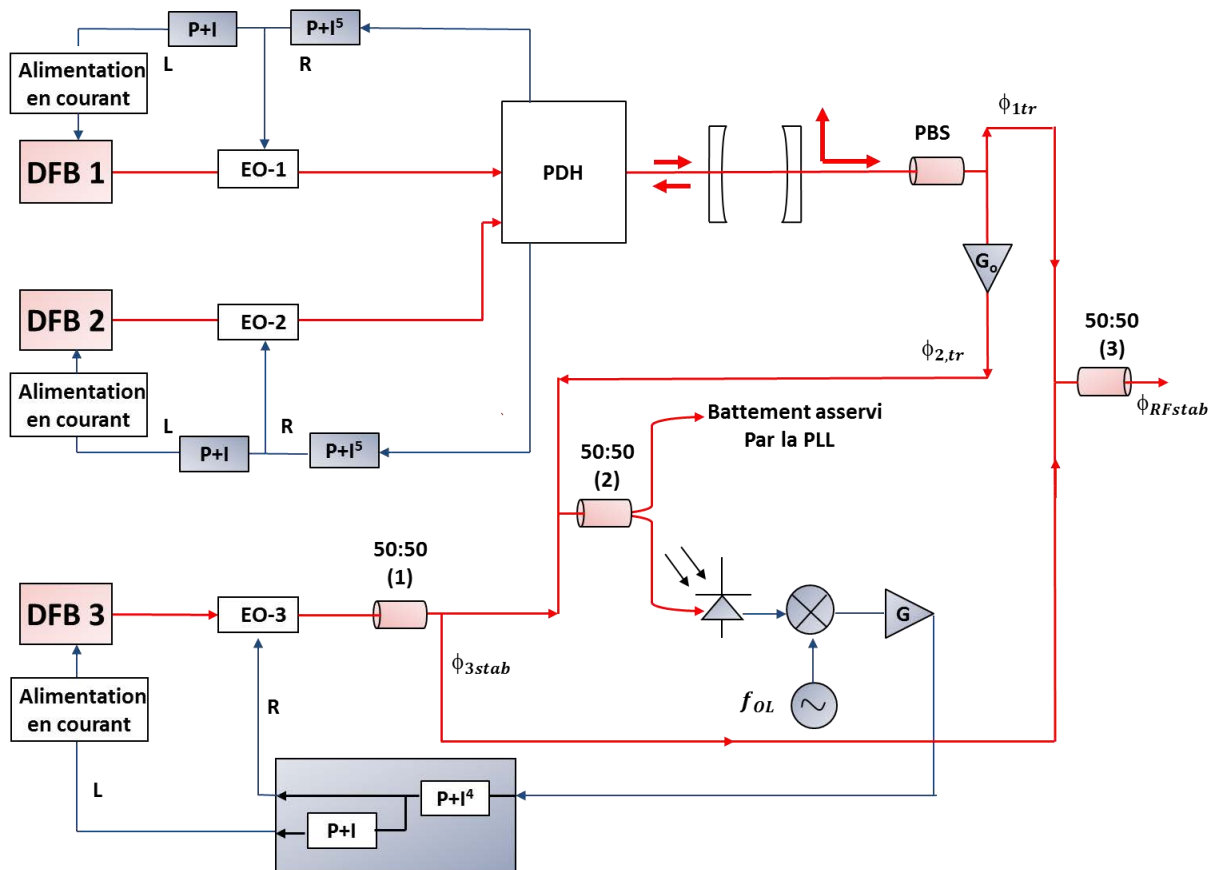 P+I
P+I⁵
L
R
Alimentation
en courant
DFB 1
EO-1
PDH
PBS
ϕ1tr
Go
DFB 2
EO-2
ϕ2,tr
50:50
(3)
ϕRFstab
Alimentation
en courant
L
R
P+I
P+I⁵
Battement asservi
Par la PLL
50:50
(2)
50:50
(1)
DFB 3
EO-3
G
ϕ3stab
Alimentation
en courant
R
fOL
L
P+I⁴
P+I